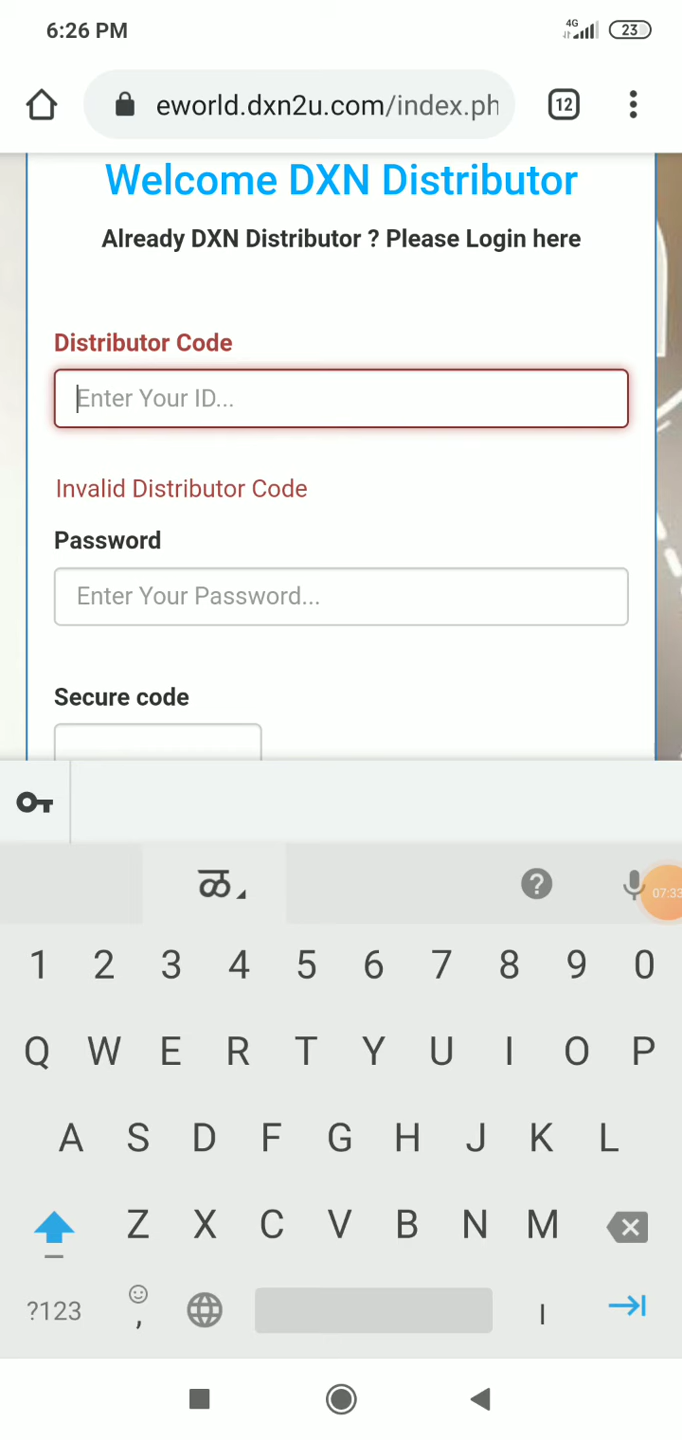 6:26 PM
4G
23
eworld.dxn2u.com/index.ph
12
Welcome DXN Distributor
Already DXN Distributor ? Please Login here
Distributor Code
Enter Your ID...
Invalid Distributor Code
Password
Enter Your Password...
Secure code
ळ
?
07:33
1 2 3 4 5 6 7 8 9 0
Q W E R T Y U I O P
A S D F G H J K L
Z X C V B N M
?123 , ।